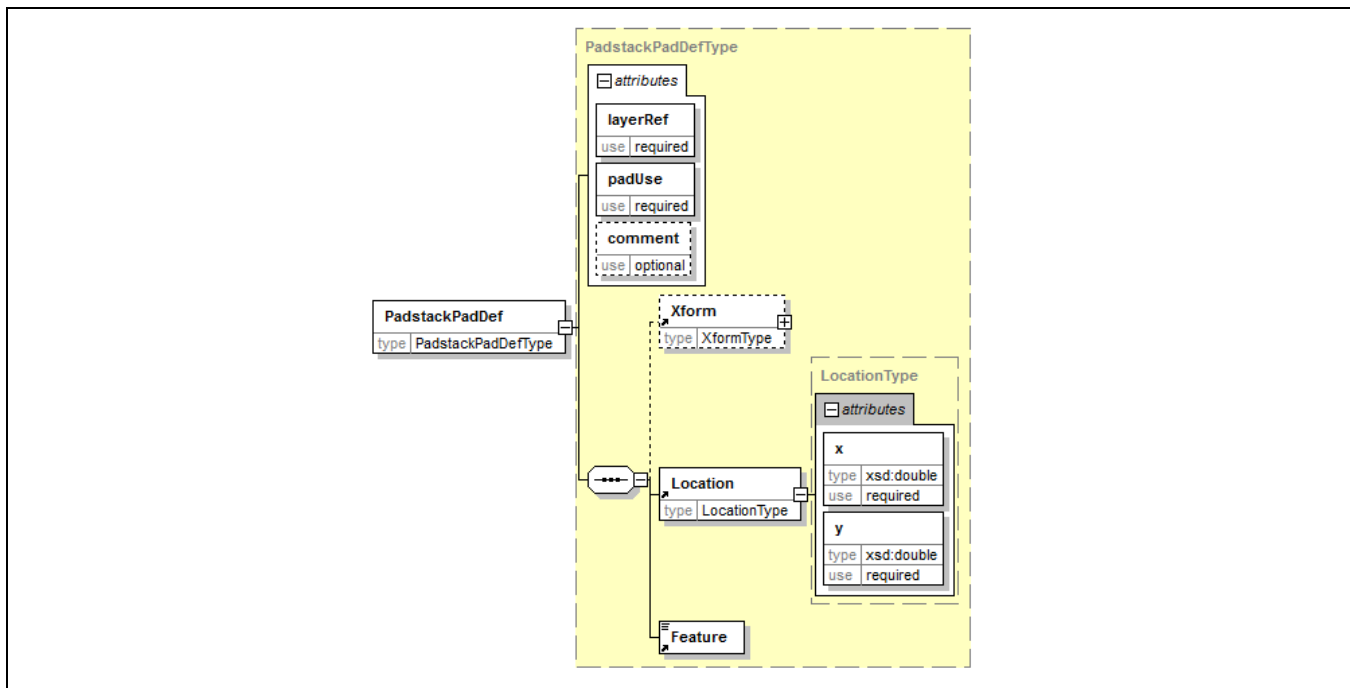 PadstackPadDefType
attributes
layerRef
use required
padUse
use required
comment
use optional
PadstackPadDef
type PadstackPadDefType
Xform
type XformType
LocationType
attributes
x
type xsd:double
use required
Location
type LocationType
y
type xsd:double
use required
Feature